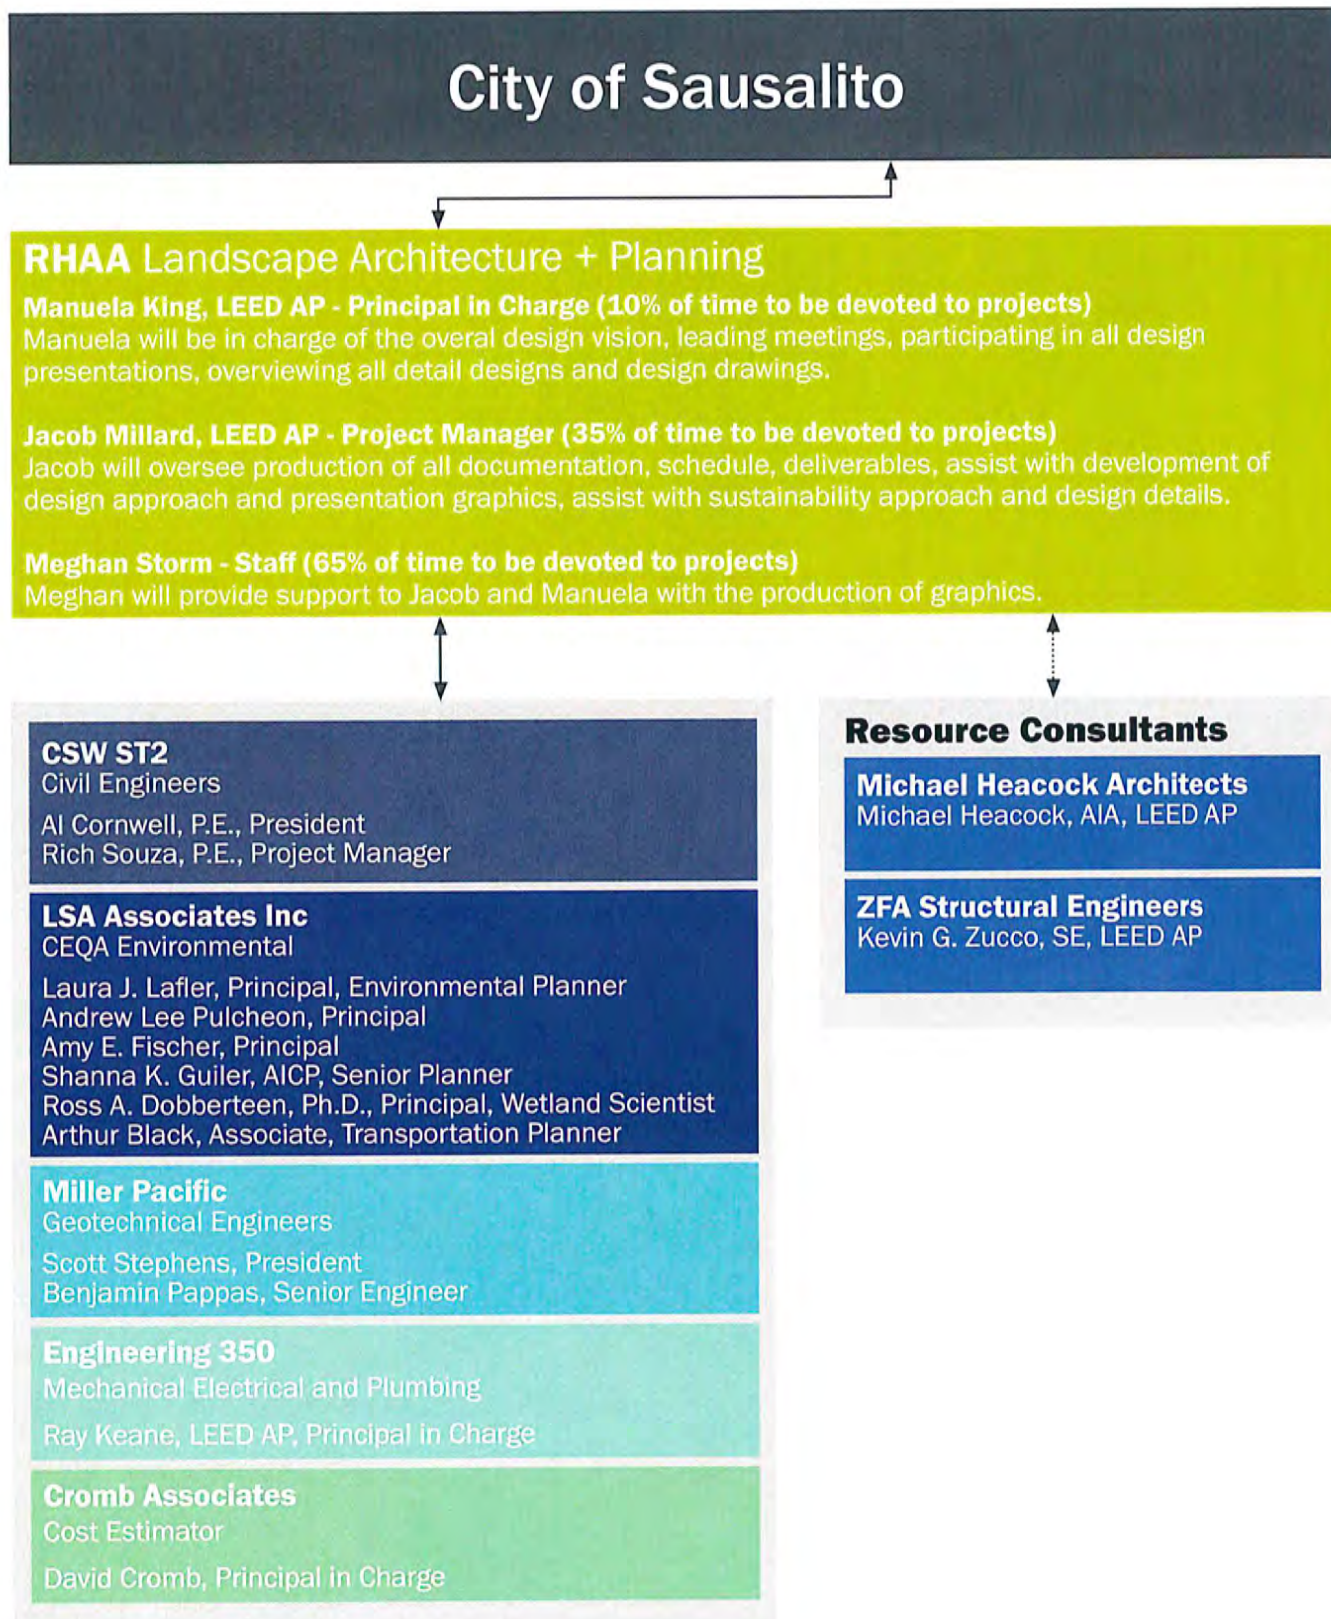 City of Sausalito
RHAA Landscape Architecture + Planning
Manuela King, LEED AP - Principal in Charge (10% of time to be devoted to projects)
Manuela will be in charge of the overal design vision, leading meetings, participating in all design
presentations, overviewing all detail designs and design drawings.
Jacob Millard, LEED AP - Project Manager (35% of time to be devoted to projects)
Jacob will oversee production of all documentation, schedule, deliverables, assist with development of
design approach and presentation graphics, assist with sustainability approach and design details.
Meghan Storm - Staff (65% of time to be devoted to projects)
Meghan will provide support to Jacob and Manuela with the production of graphics.
CSW ST2
Civil Engineers
Al Cornwell, P.E., President
Rich Souza, P.E., Project Manager
LSA Associates Inc
CEQA Environmental
Laura J. Lafler, Principal, Environmental Planner
Andrew Lee Pulcheon, Principal
Amy E. Fischer, Principal
Shanna K. Guiler, AICP, Senior Planner
Ross A. Dobberteen, Ph.D., Principal, Wetland Scientist
Arthur Black, Associate, Transportation Planner
Miller Pacific
Geotechnical Engineers
Scott Stephens, President
Benjamin Pappas, Senior Engineer
Engineering 350
Mechanical Electrical and Plumbing
Ray Keane, LEED AP, Principal in Charge
Cromb Associates
Cost Estimator
David Cromb, Principal in Charge
Resource Consultants
Michael Heacock Architects
Michael Heacock, AIA, LEED AP
ZFA Structural Engineers
Kevin G. Zucco, SE, LEED AP